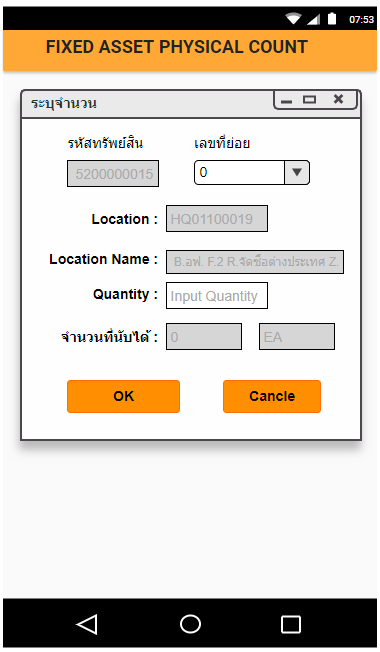 07:53
FIXED ASSET PHYSICAL COUNT
ระบุจำนวน
รหัสทรัพย์สิน เลขที่ย่อย
5200000015 0
Location : HQ01100019
Location Name : B.อฟ. F.2 R.จัดซื้อต่างประเทศ Z.
Quantity : Input Quantity
จำนวนที่นับได้ : 0 EA
OK Cancle